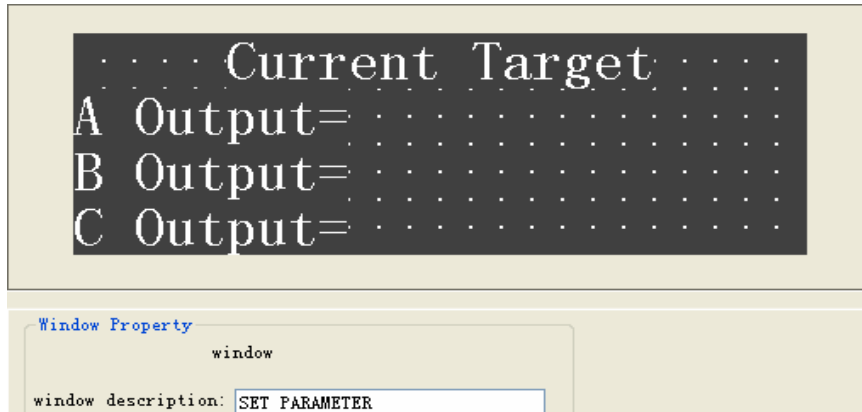 Current Target
A Output=
B Output=
C Output=
Window Property
window
window description: SET PARAMETER